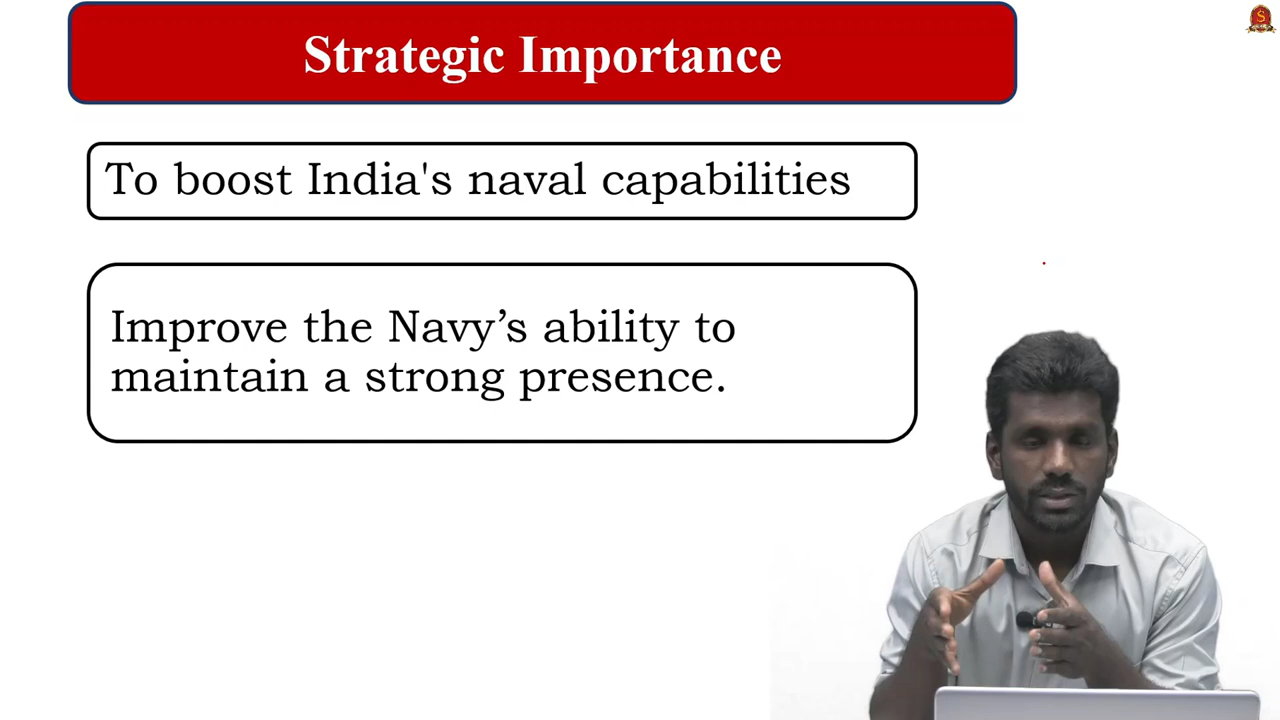 Strategic Importance
To boost India's naval capabilities
Improve the Navy’s ability to
maintain a strong presence.